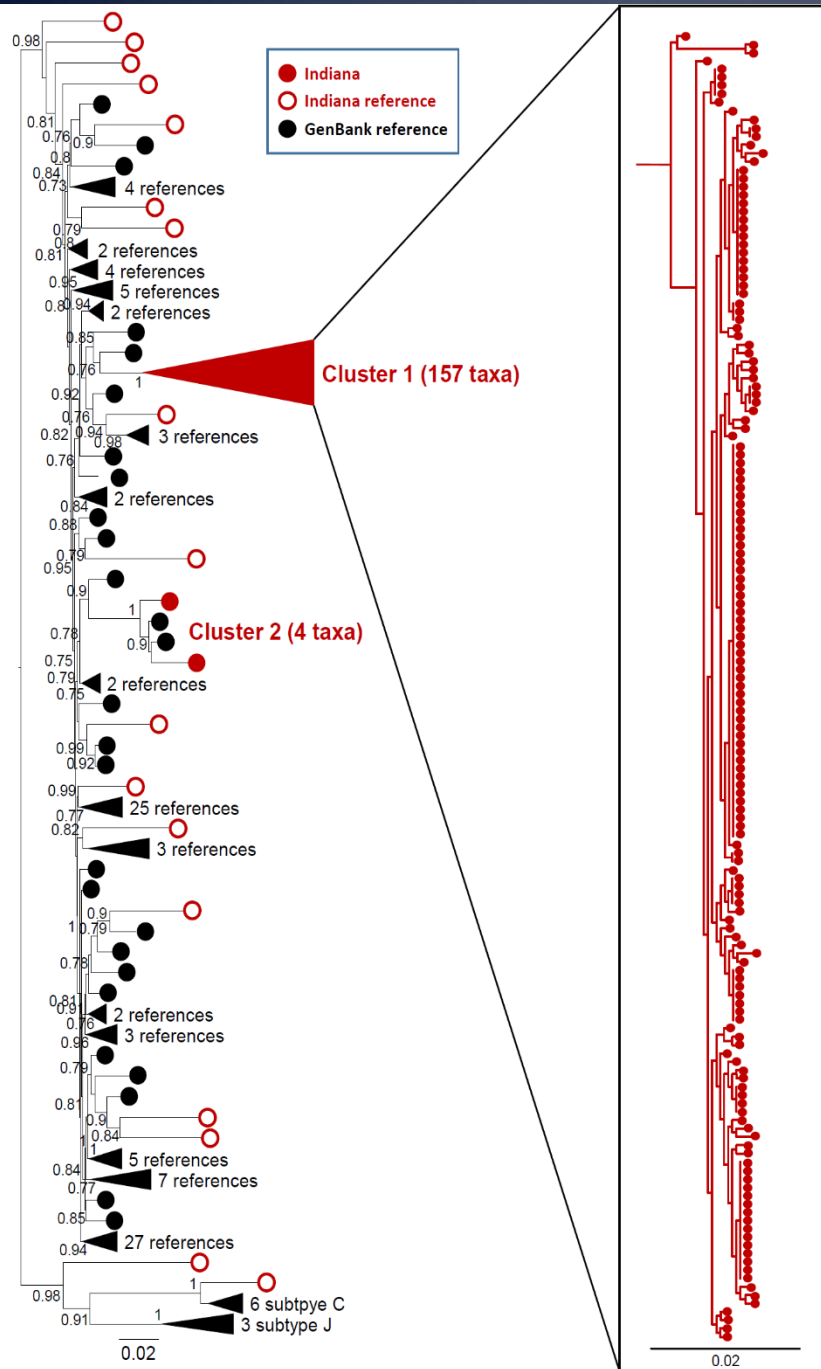 0.98
Indiana
Indiana reference
GenBank reference
0.81
0.76
0.9
0.8
0.84
0.73
4 references
0.79
0.8
0.81
2 references
4 references
0.95
5 references
0.8
0.94
2 references
0.85
0.76
1
Cluster 1 (157 taxa)
0.92
0.76
0.94
0.98
3 references
0.82
0.76
0.84
2 references
0.88
0.79
0.95
0.9
1
Cluster 2 (4 taxa)
0.9
0.78
0.75
0.79
2 references
0.75
0.99
0.92
0.99
25 references
0.77
0.82
3 references
0.9
1
0.79
0.78
0.81
0.91
2 references
0.76
3 references
0.96
0.79
0.81
0.9
0.84
1
1
5 references
0.84
7 references
0.77
0.85
27 references
0.94
1
0.98
6 subtpye C
0.91
1
3 subtype J
0.02
0.02